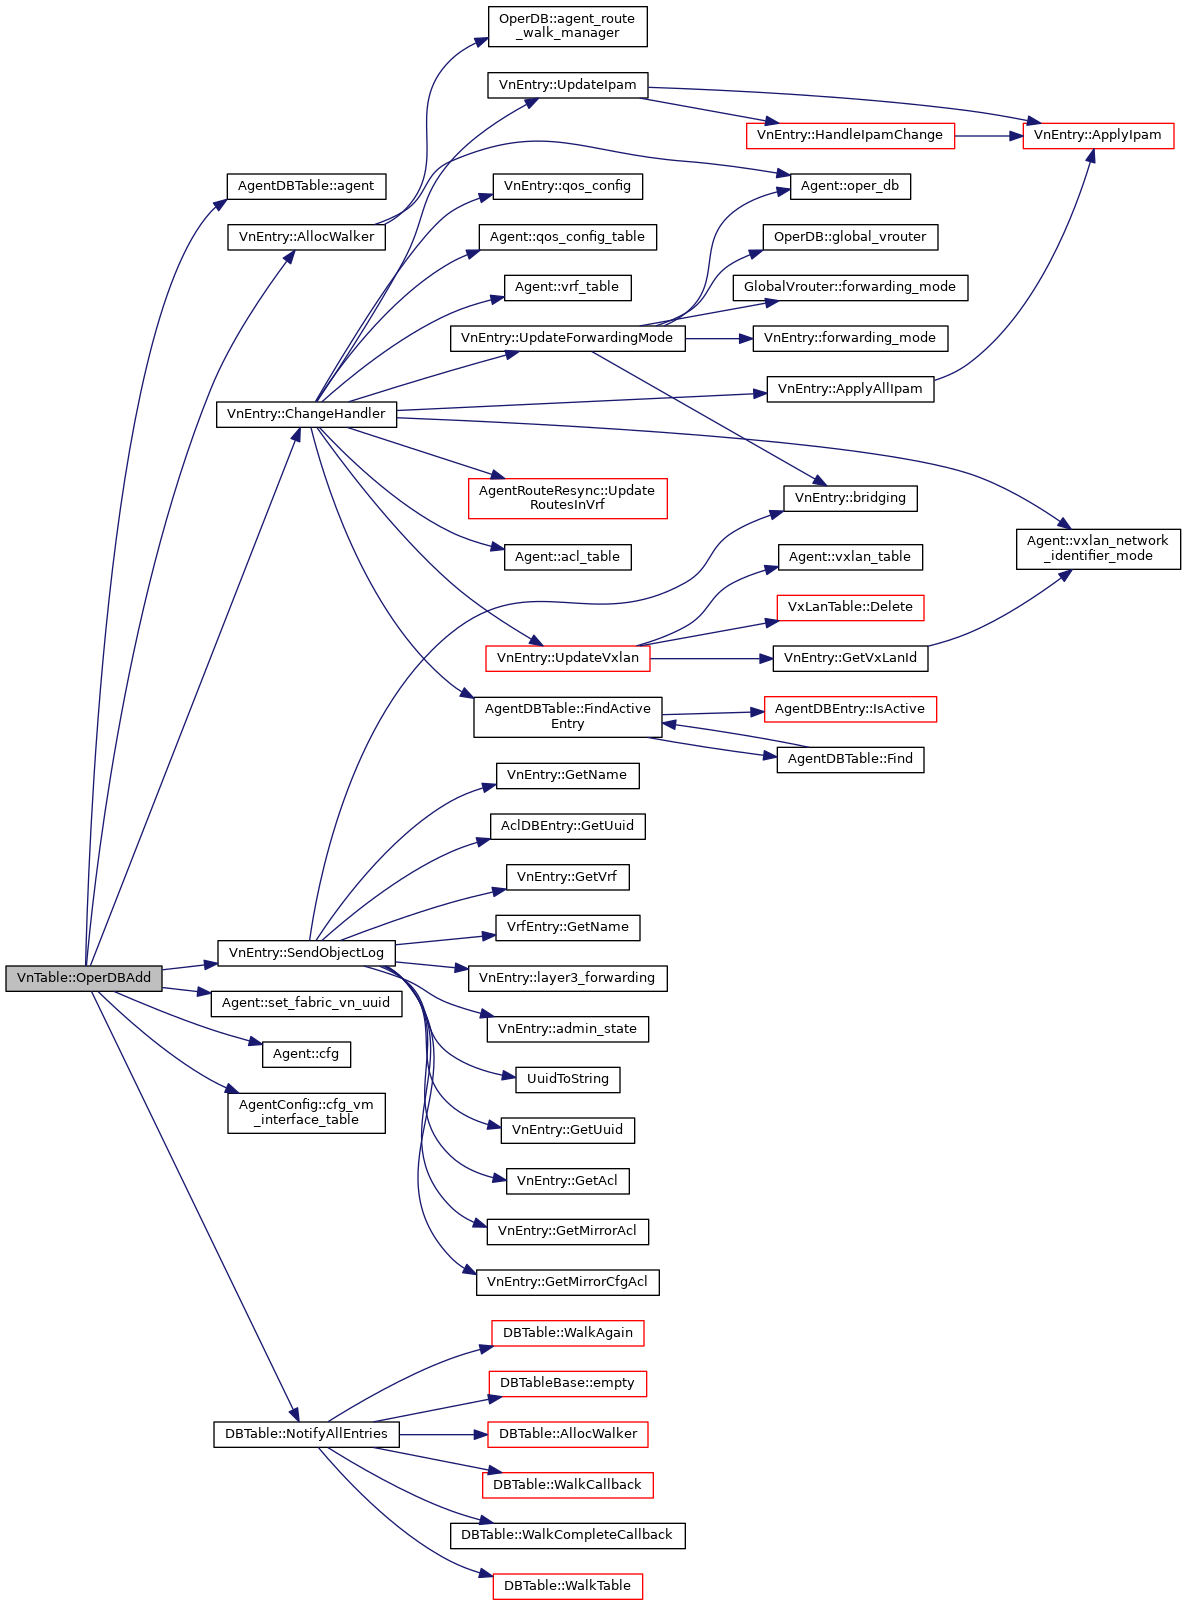 OperDB::agent_route
_walk_manager
VnEntry::UpdateIpam
VnEntry::HandleIpamChange
VnEntry::ApplyIpam
AgentDBTable::agent
VnEntry::qos_config
Agent::oper_db
VnEntry::AllocWalker
Agent::qos_config_table
OperDB::global_vrouter
Agent::vrf_table
GlobalVrouter::forwarding_mode
VnEntry::UpdateForwardingMode
VnEntry::forwarding_mode
VnEntry::ApplyAllIpam
VnEntry::ChangeHandler
AgentRouteResync::Update
RoutesInVrf
VnEntry::bridging
Agent::vxlan_network
_identifier_mode
Agent::acl_table
Agent::vxlan_table
VxLanTable::Delete
VnEntry::UpdateVxlan
VnEntry::GetVxLanId
AgentDBTable::FindActive
Entry
AgentDBEntry::IsActive
AgentDBTable::Find
VnEntry::GetName
AclDBEntry::GetUuid
VnEntry::GetVrf
VrfEntry::GetName
VnEntry::SendObjectLog
VnTable::OperDBAdd
VnEntry::layer3_forwarding
Agent::set_fabric_vn_uuid
VnEntry::admin_state
Agent::cfg
UuidToString
AgentConfig::cfg_vm
_interface_table
VnEntry::GetUuid
VnEntry::GetAcl
VnEntry::GetMirrorAcl
VnEntry::GetMirrorCfgAcl
DBTable::WalkAgain
DBTableBase::empty
DBTable::NotifyAllEntries
DBTable::AllocWalker
DBTable::WalkCallback
DBTable::WalkCompleteCallback
DBTable::WalkTable